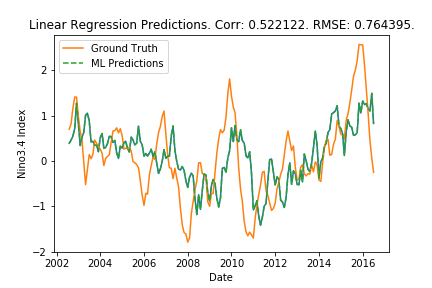 Linear Regression Predictions. Corr: 0.522122. RMSE: 0.764395.
Ground Truth
ML Predictions
2
1
0
−1
−2
Nino3.4 Index
2002 2004 2006 2008 2010 2012 2014 2016
Date